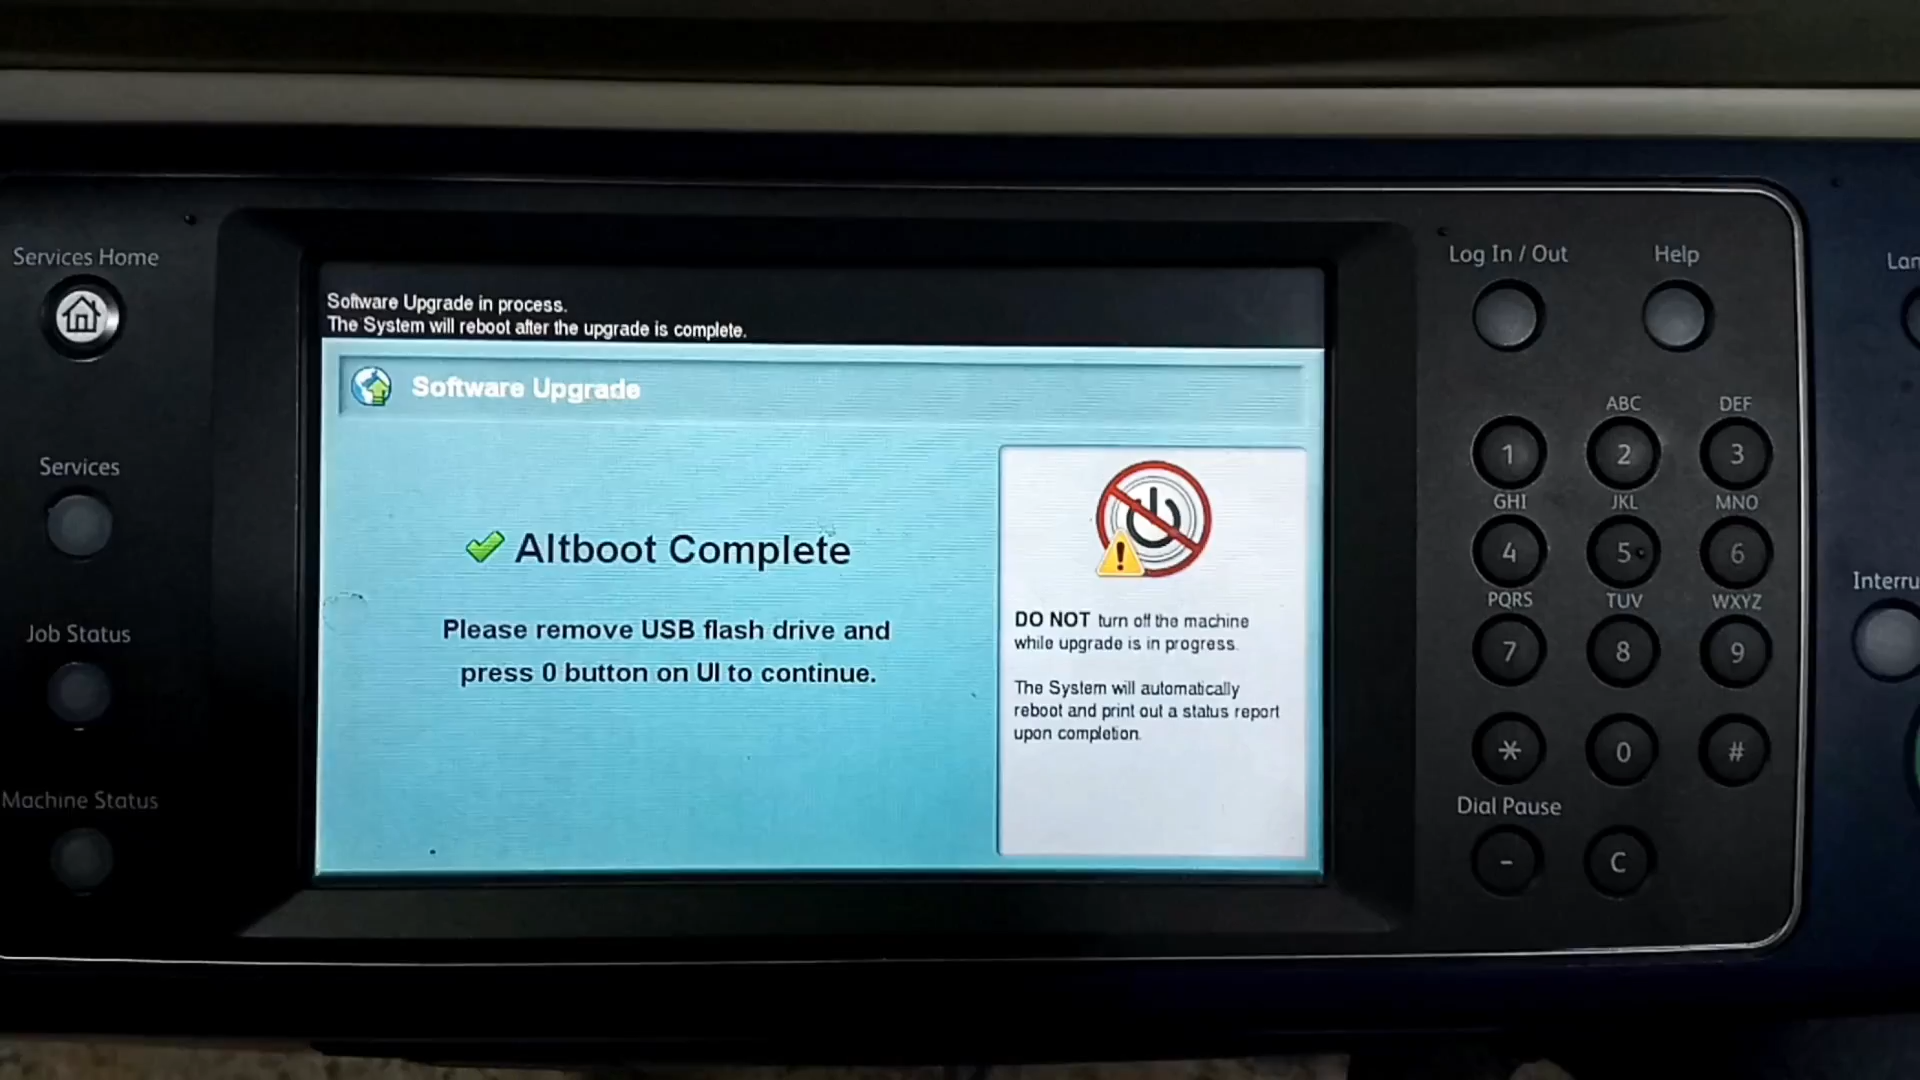 Services Home
Services
Job Status
Machine Status
Software Upgrade in process.
The System will reboot after the upgrade is complete.
Software Upgrade
Altboot Complete
Please remove USB flash drive and
press 0 button on UI to continue.
DO NOT turn off the machine
while upgrade is in progress.
The System will automatically
reboot and print out a status report
upon completion.
Log In / Out
Help
ABC
DEF
1
2
3
GHI
JKL
MNO
4
5
6
PQRS
TUV
WXYZ
7
8
9
*
0
#
Dial Pause
-
C
Lan
Interru